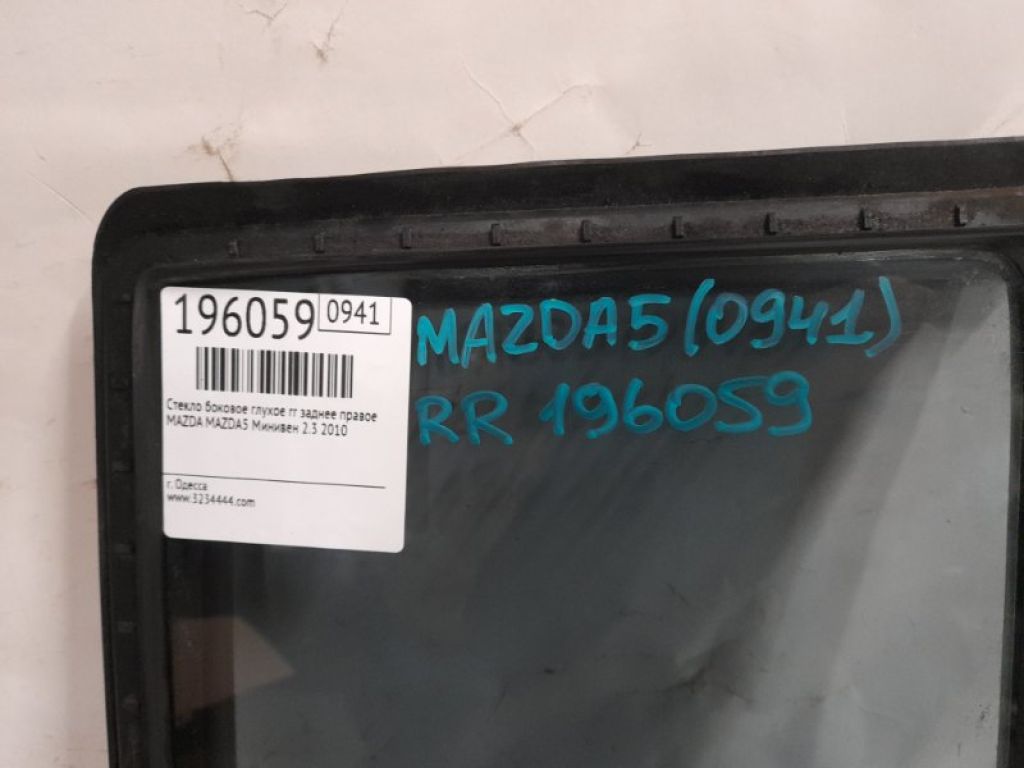 196059 0941
Стекло боковое глухое rr заднее правое
MAZDA MAZDA5 Минивен 2.3 2010
г. Одесса
www.3234444.com
MAZDA5 (0941)
RR 196059